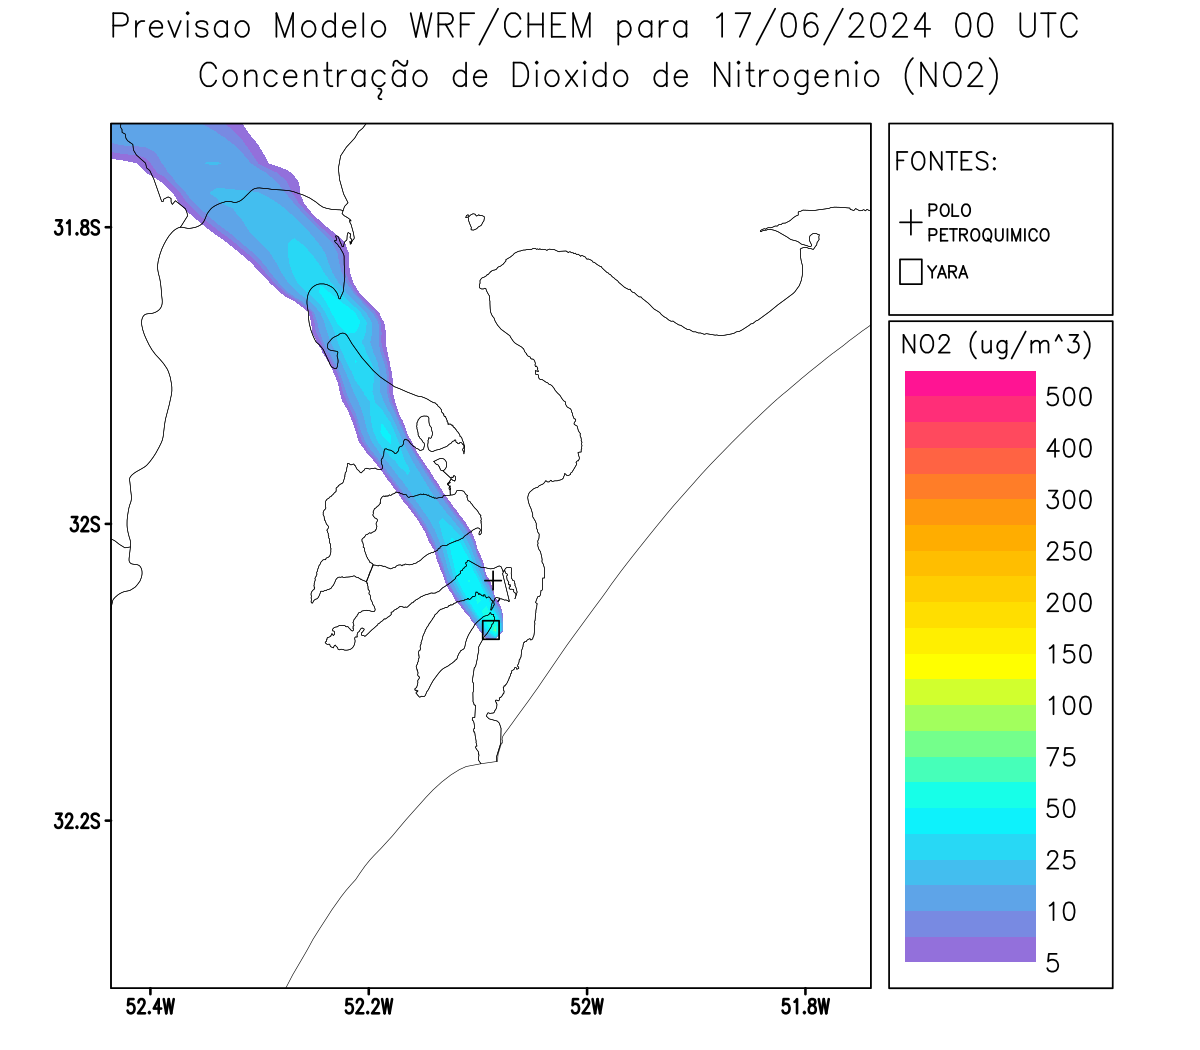 Previsao Modelo WRF/CHEM para 17/06/2024 00 UTC
Concentração de Dioxido de Nitrogenio (NO2)
FONTES:
POLO
PETROQUIMICO
YARA
NO2 (ug/m^3)
500
400
300
250
200
150
100
75
50
25
10
5
31.8S
32S
32.2S
52.4W
52.2W
52W
51.8W